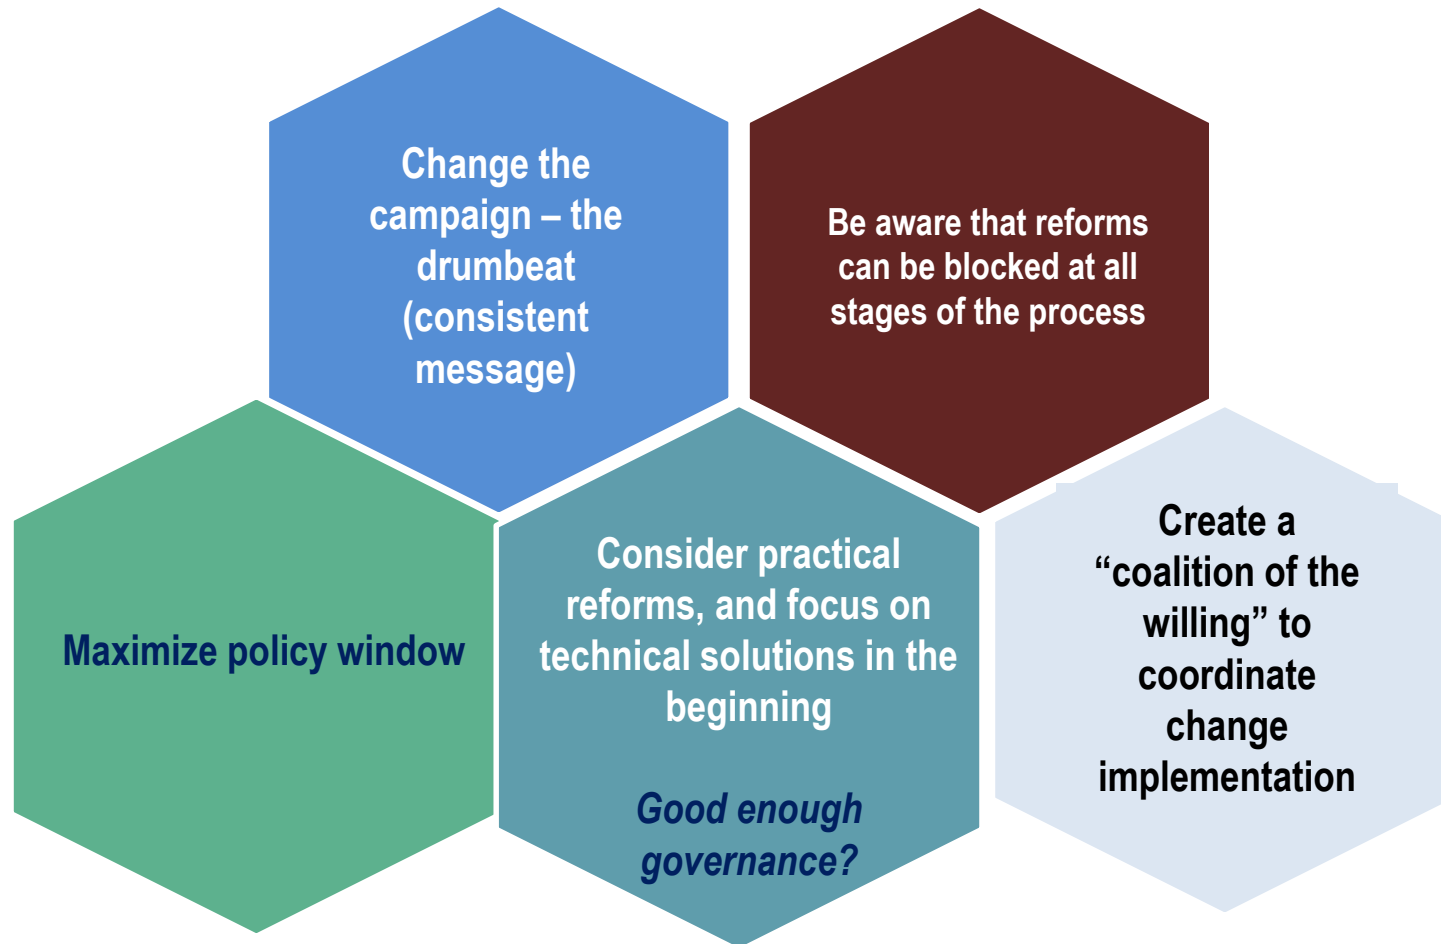 Change the
campaign – the
drumbeat
(consistent
message)
Be aware that reforms
can be blocked at all
stages of the process
Maximize policy window
Consider practical
reforms, and focus on
technical solutions in the
beginning
Good enough
governance?
Create a
“coalition of the
willing” to
coordinate
change
implementation